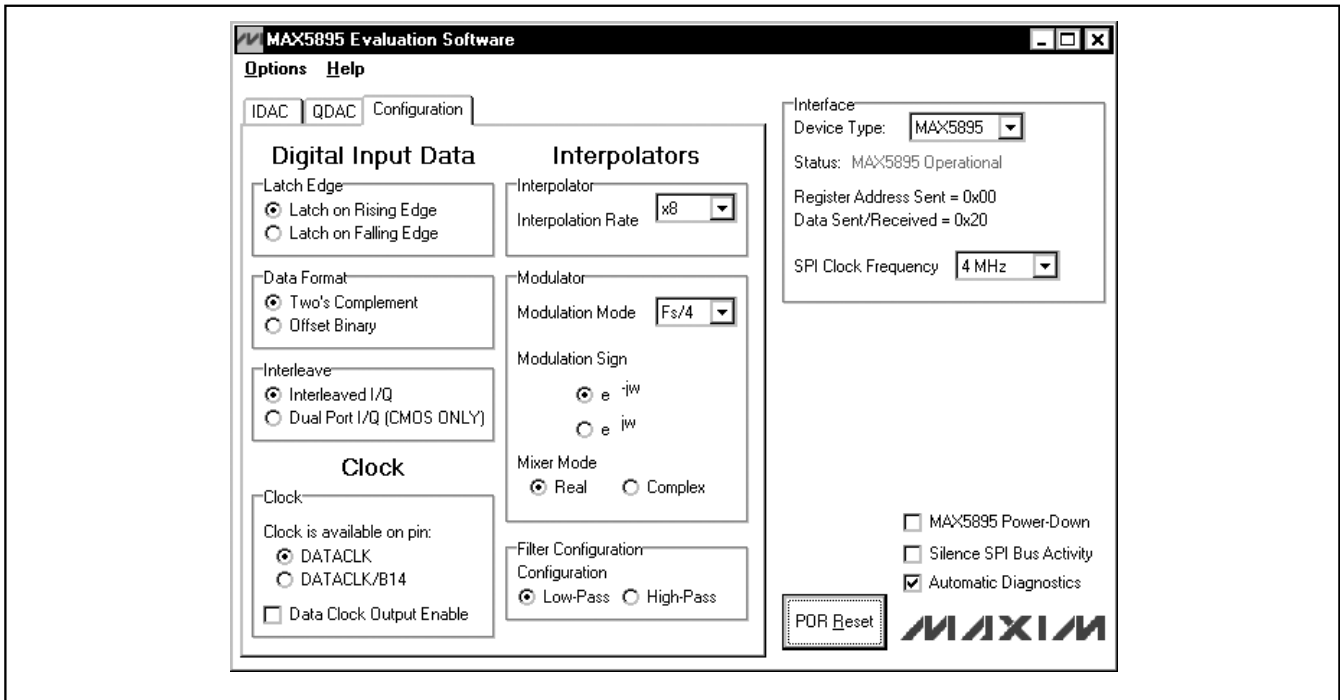 MAX5895 Evaluation Software
Options Help
IDAC QDAC Configuration
Digital Input Data
Latch Edge
Latch on Rising Edge
Latch on Falling Edge
Data Format
Two's Complement
Offset Binary
Interleave
Interleaved I/Q
Dual Port I/Q (CMOS ONLY)
Clock
Clock
Clock is available on pin:
DATACLK
DATACLK/B14
Data Clock Output Enable
Interpolators
Interpolator
Interpolation Rate x8
Modulator
Modulation Mode Fs/4
Modulation Sign
e -jw
e jw
Mixer Mode
Real Complex
Filter Configuration
Configuration
Low-Pass High-Pass
Interface
Device Type: MAX5895
Status: MAX5895 Operational
Register Address Sent = 0x00
Data Sent/Received = 0x20
SPI Clock Frequency 4 MHz
MAX5895 Power-Down
Silence SPI Bus Activity
Automatic Diagnostics
POR Reset
MAXIM